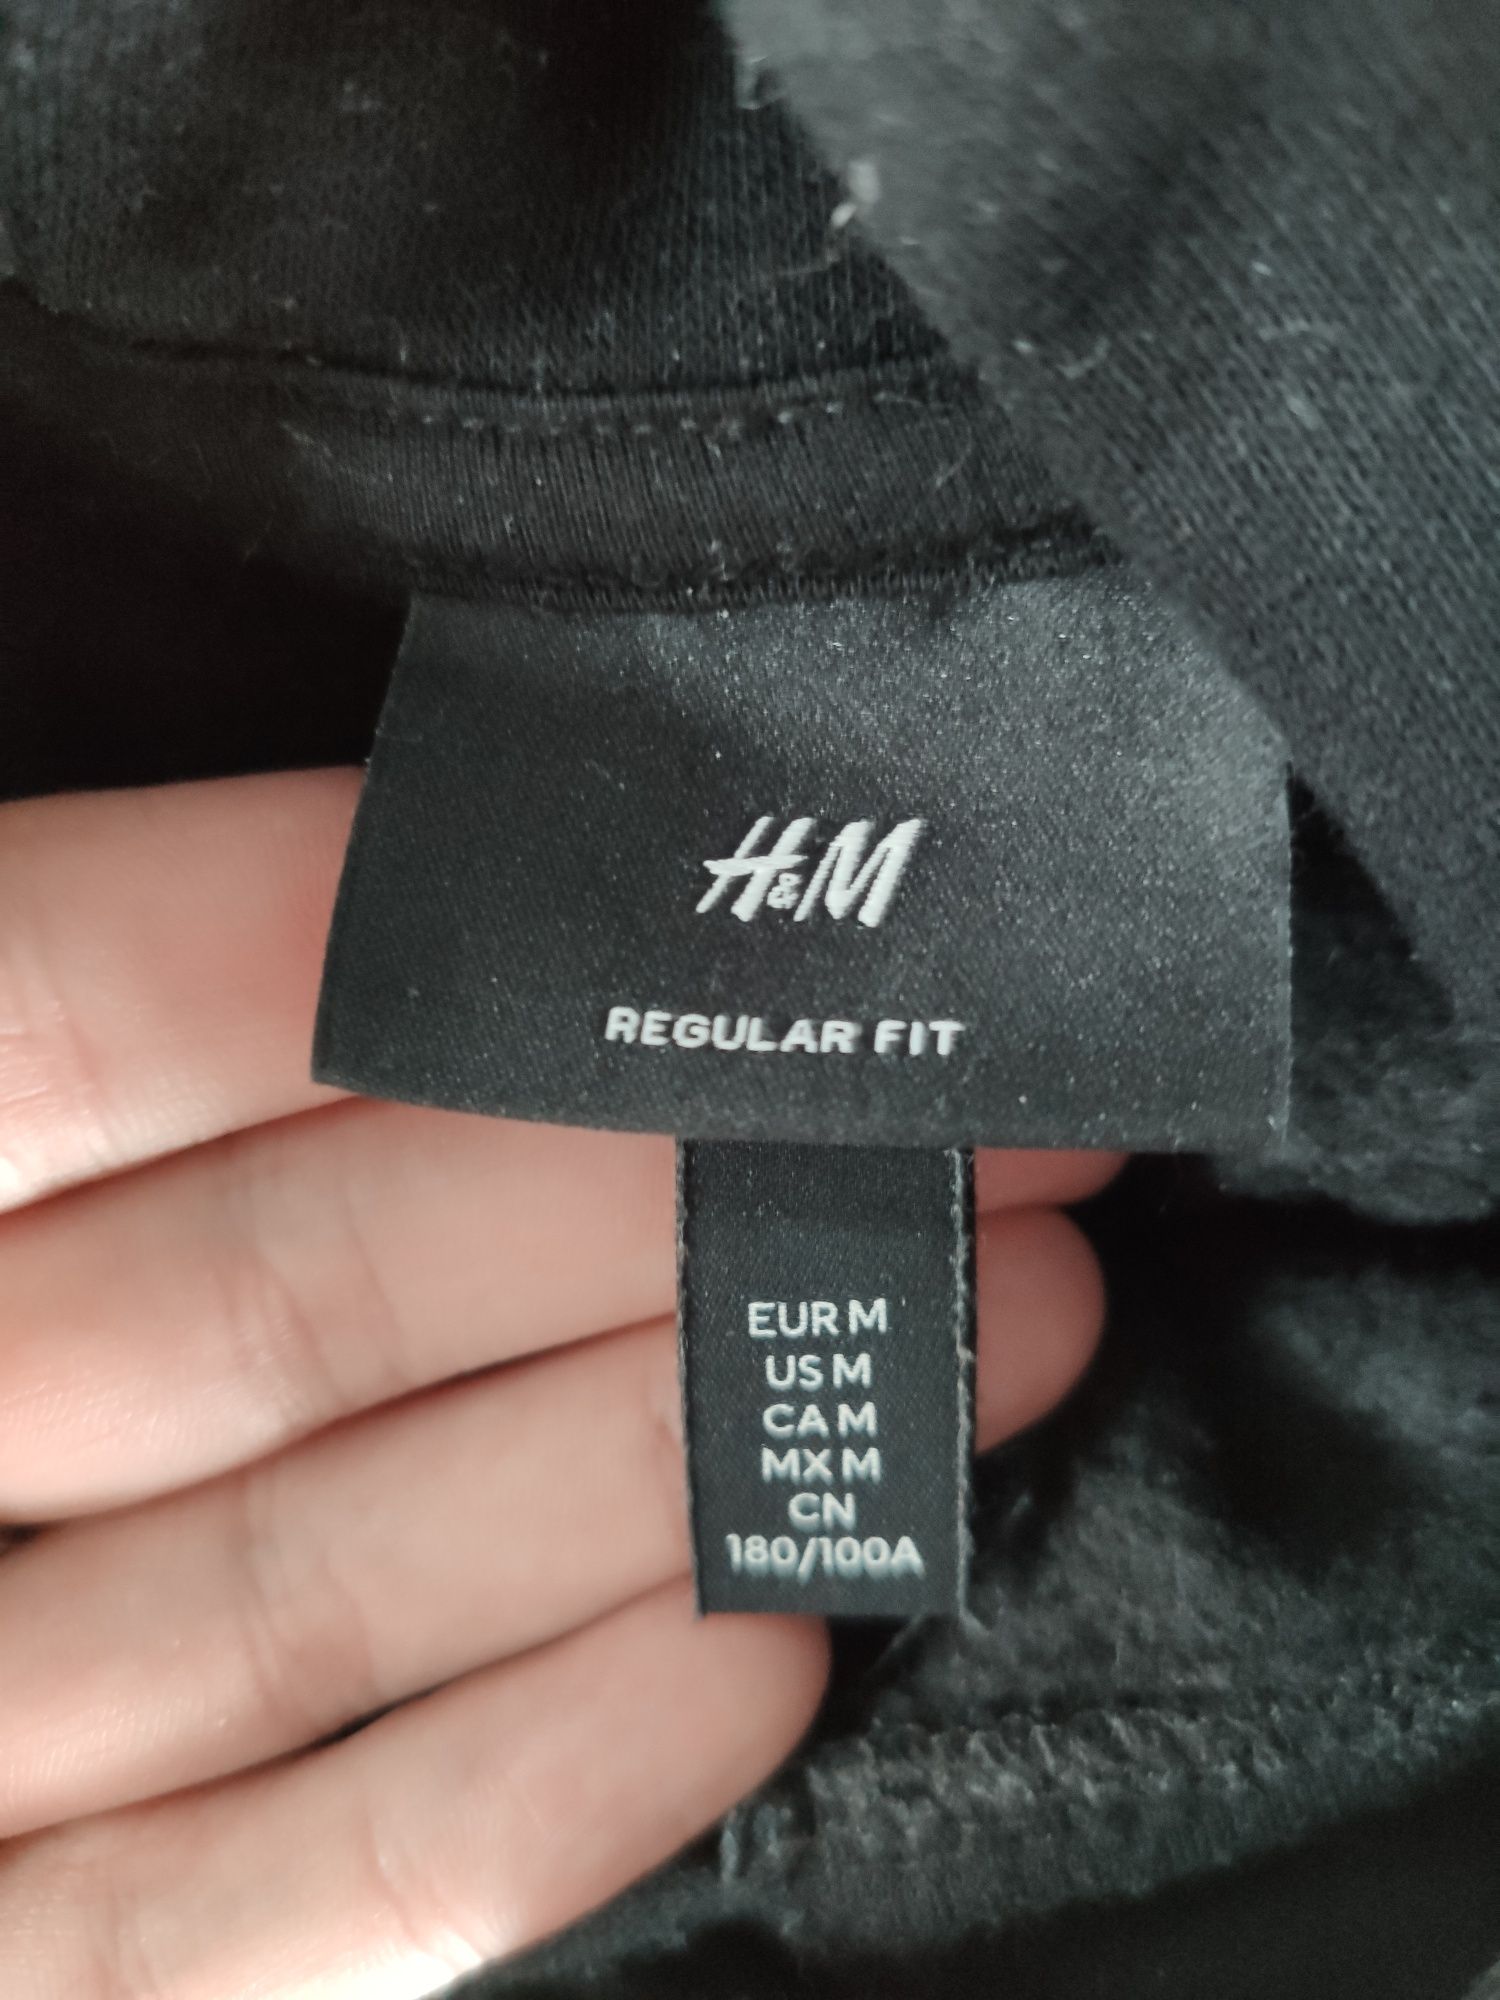 H&M
REGULAR FIT
EUR M
US M
CA M
MX M
CN
180/100A